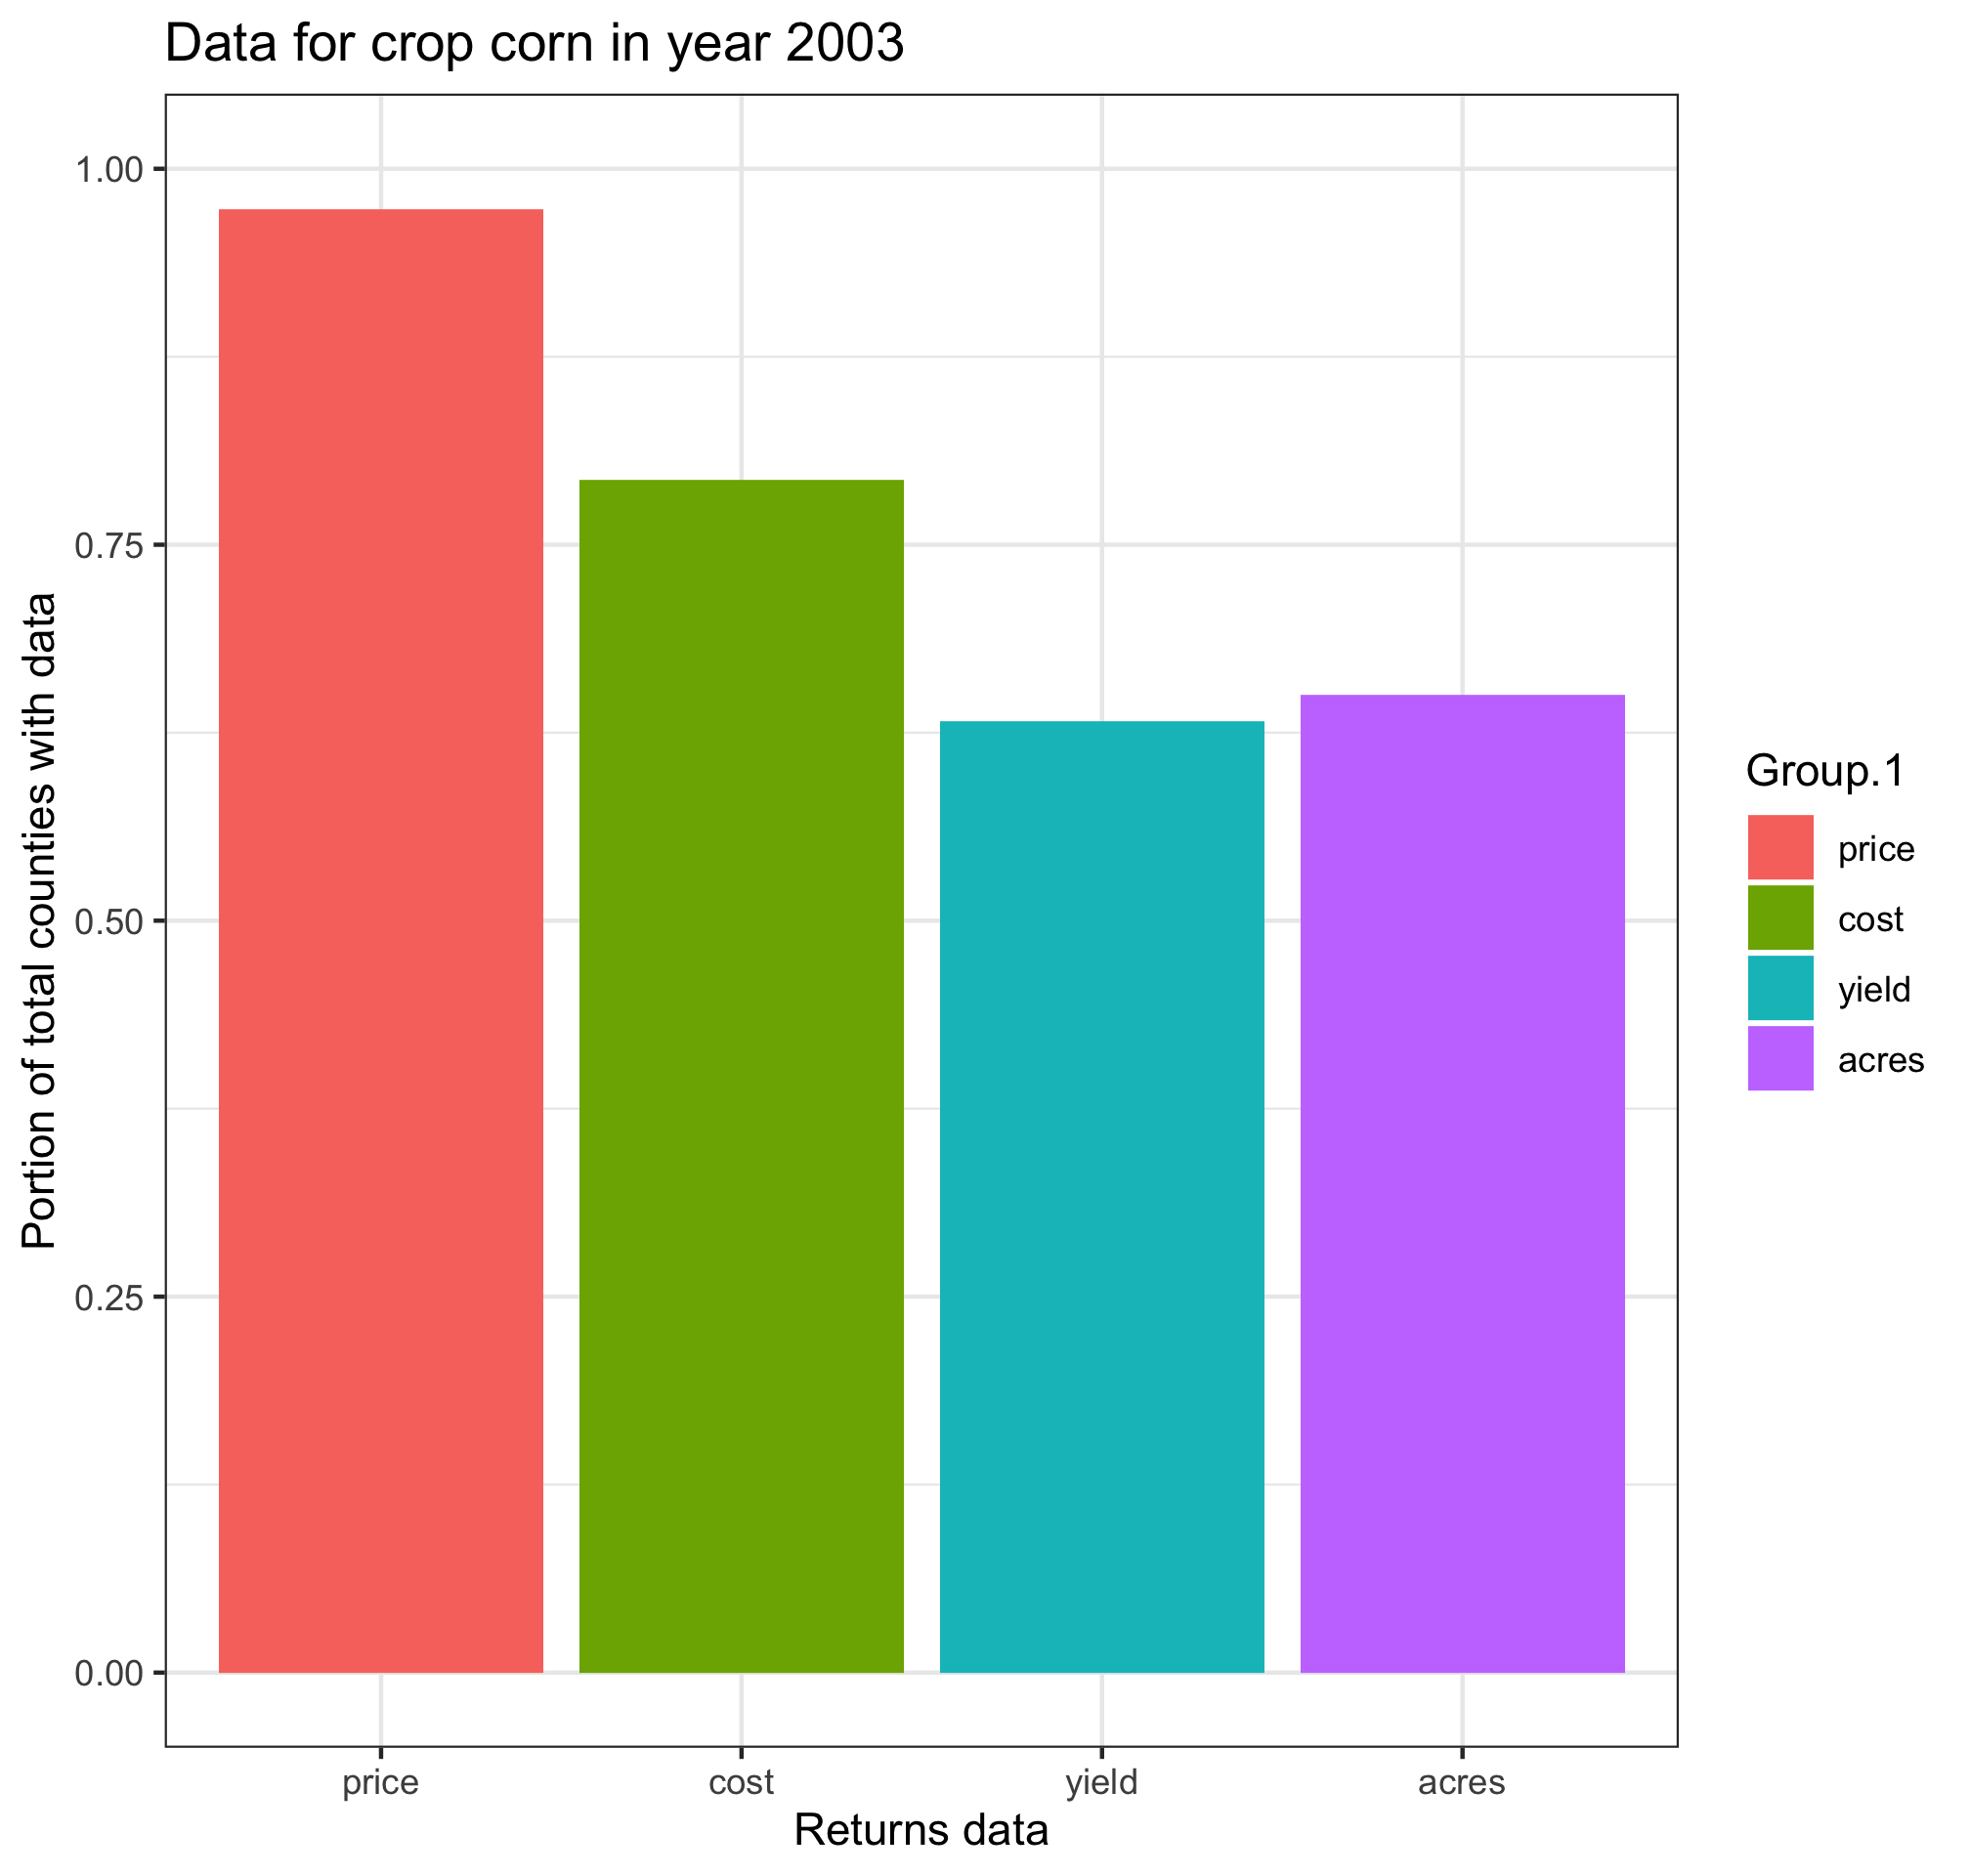 Data for crop corn in year 2003
Portion of total counties with data
1.00
0.75
0.50
0.25
0.00
price
cost
yield
acres
Returns data
Group.1
price
cost
yield
acres